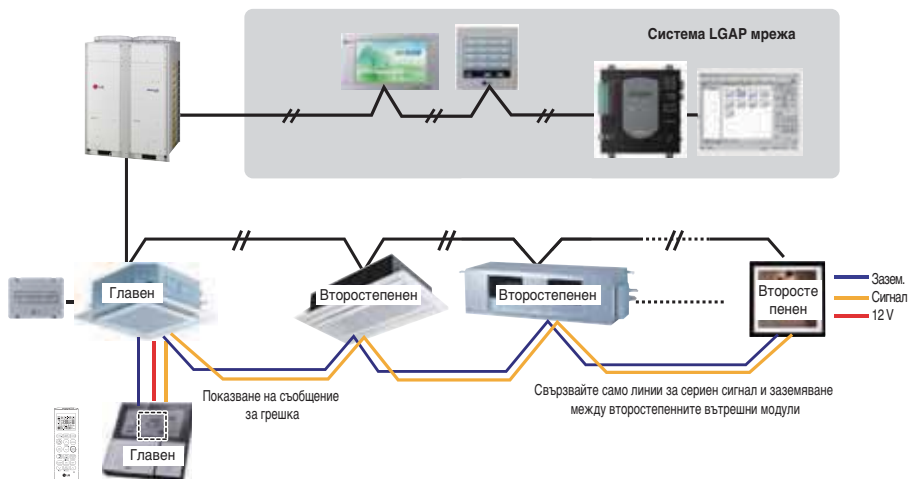 Система LGAP мрежа
Главен
Второстепенен
Второстепенен
Второсте
пенен
Зазем.
Сигнал
12 V
Показване на съобщение
за грешка
Свързвайте само линии за сериен сигнал и заземяване
между второстепенните вътрешни модули
Главен
LG